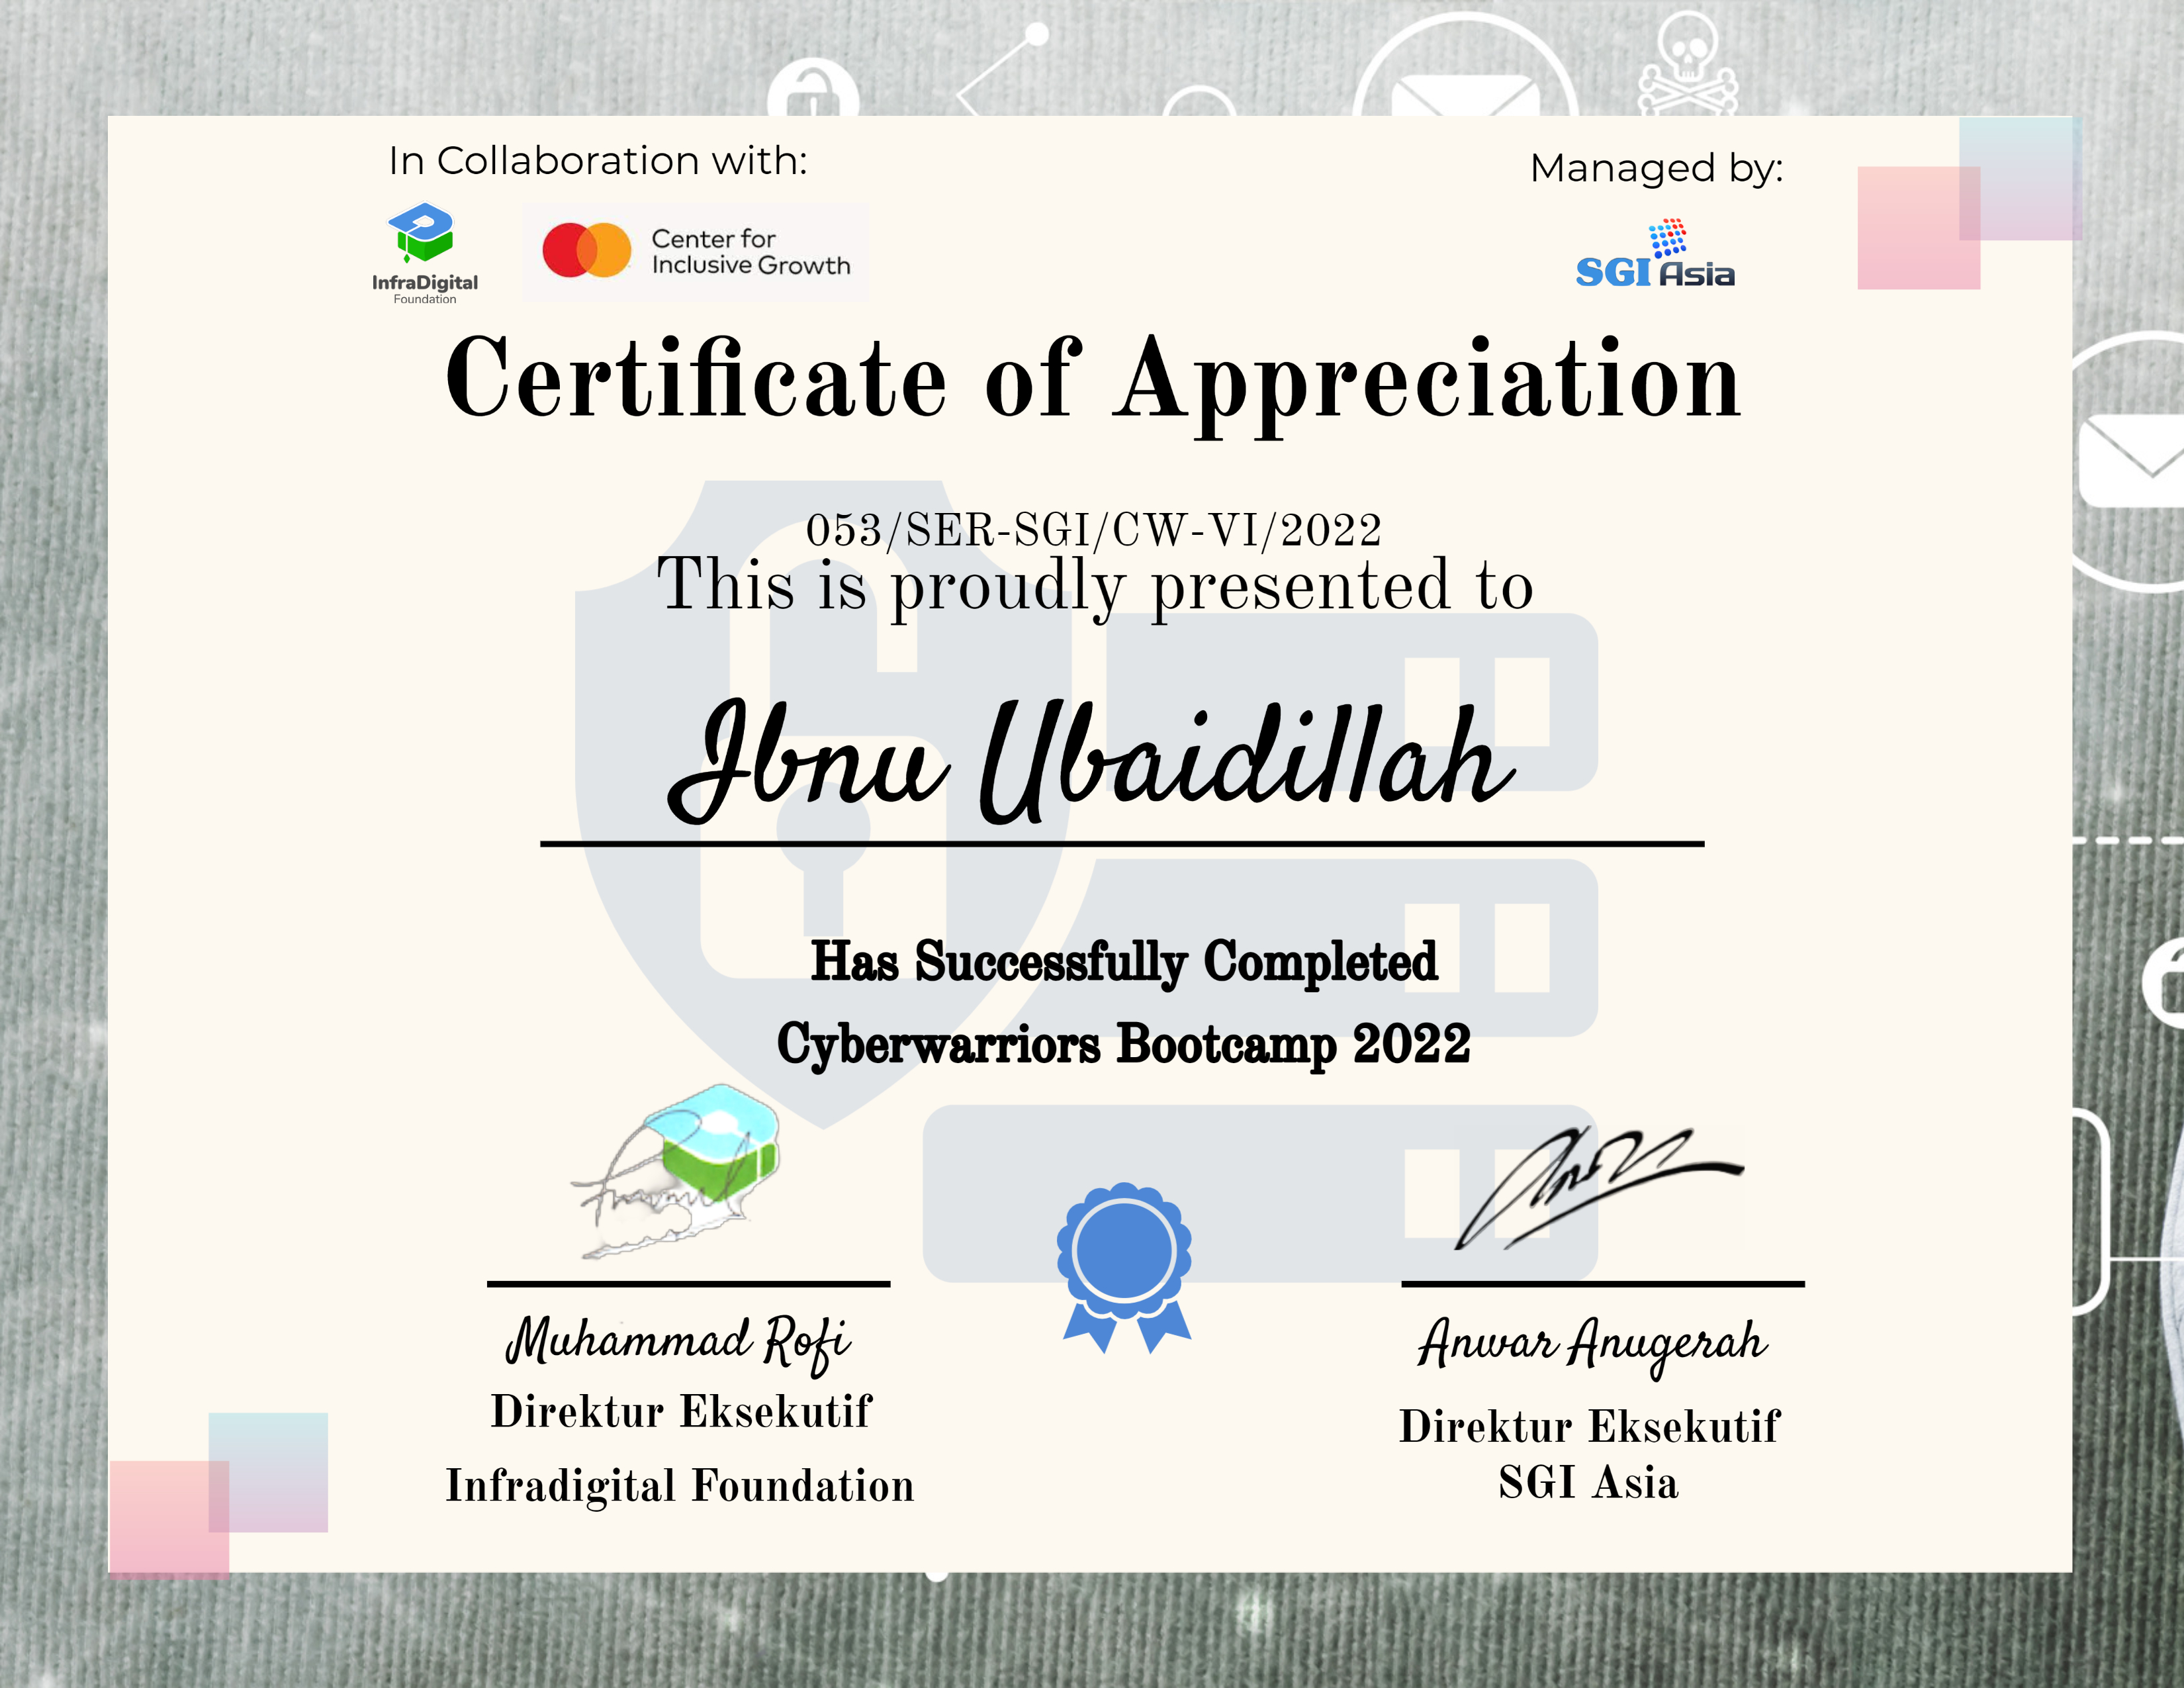 In Collaboration with:
Managed by:
InfraDigital
Foundation
Center for
Inclusive Growth
SGI Asia
Certificate of Appreciation
053/SER-SGI/CW-VI/2022
This is proudly presented to
Ibnu Ubaidillah
Has Successfully Completed
Cyberwarriors Bootcamp 2022
Muhammad Rofi
Direktur Eksekutif
Infradigital Foundation
Anwar Anugerah
Direktur Eksekutif
SGI Asia